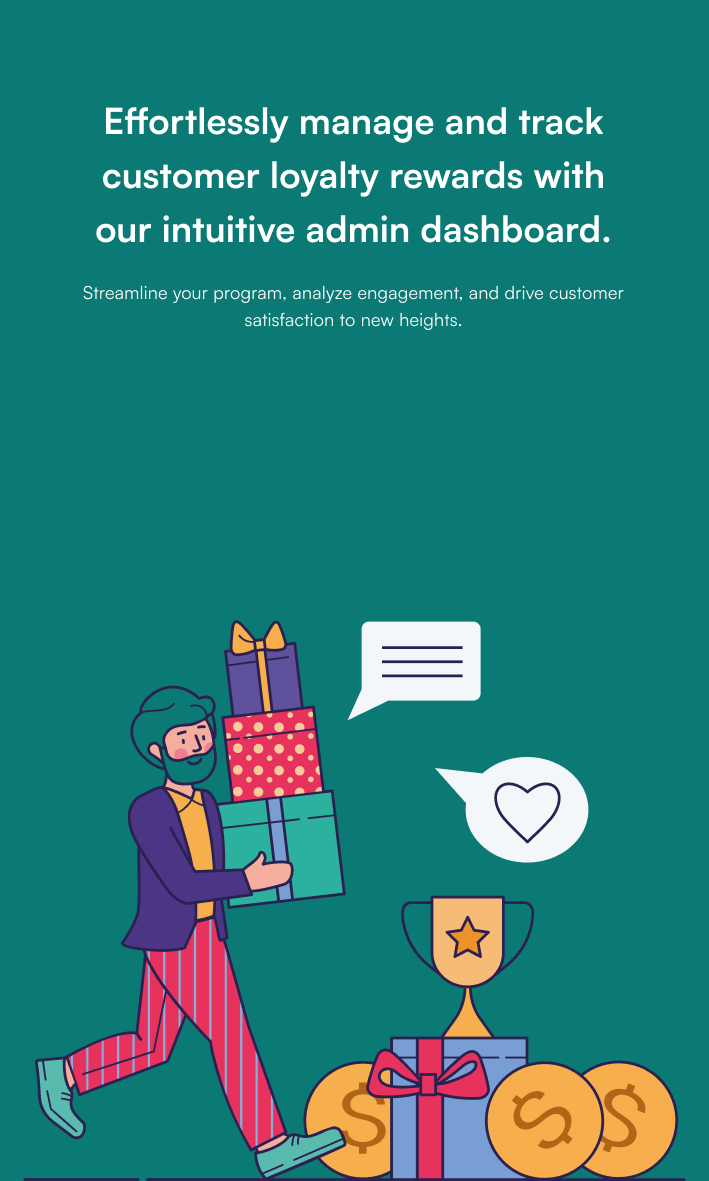 Effortlessly manage and track
customer loyalty rewards with
our intuitive admin dashboard.
Streamline your program, analyze engagement, and drive customer
satisfaction to new heights.
$
$
$